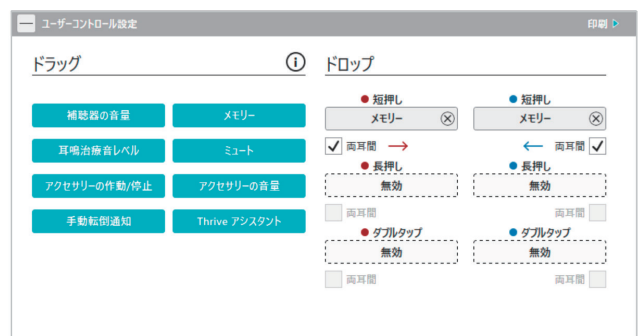 ユーザーコントロール設定
印刷
ドラッグ
ドロップ
補聴器の音量
メモリー
耳鳴治療音レベル
ミュート
アクセサリーの作動/停止
アクセサリーの音量
手動転倒通知
Thrive アシスタント
短押し
短押し
メモリー
メモリー
両耳間
両耳間
長押し
長押し
無効
無効
両耳間
両耳間
ダブルタップ
ダブルタップ
無効
無効
両耳間
両耳間